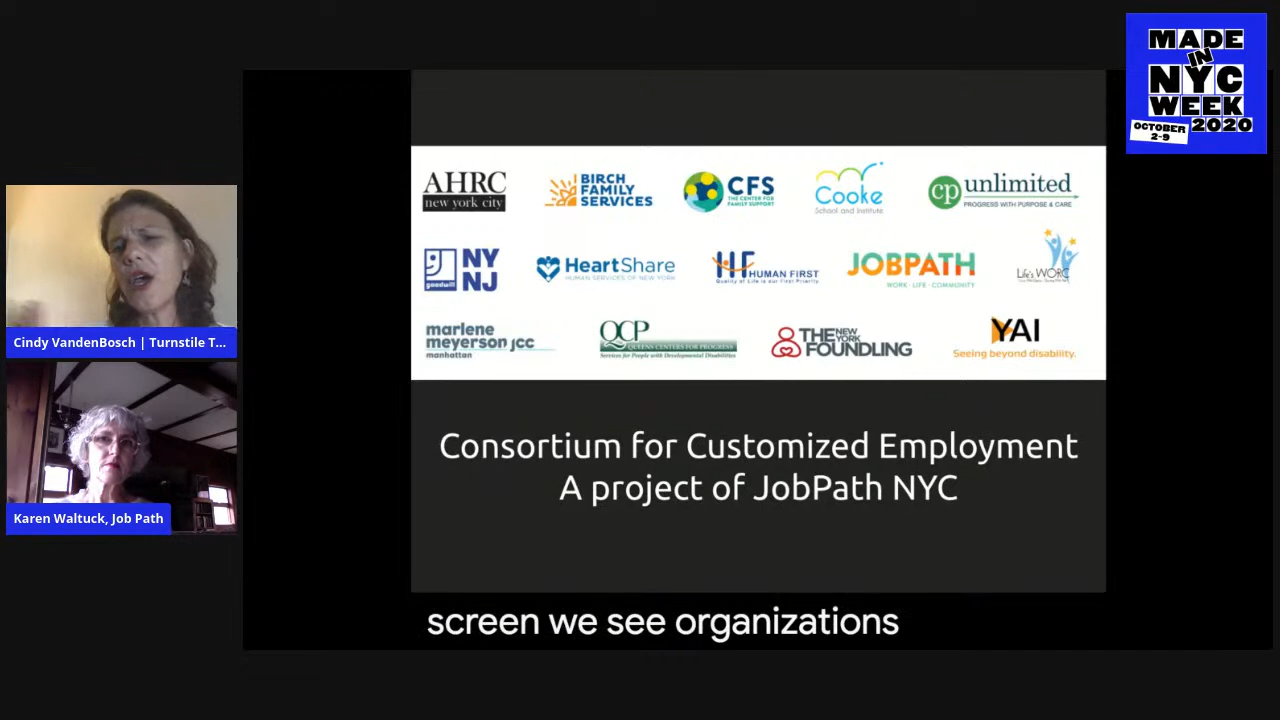 MADE
IN
NYC
WEEK
OCTOBER
2-9
2020
AHRC
new york city
BIRCH
FAMILY
SERVICES
CFS
THE CENTER FOR
FAMILY SUPPORT
Cooke
School and Institute
cp unlimited
PROGRESS WITH PURPOSE & CARE
goodwill
NY
NJ
HeartShare
HUMAN SERVICES OF NEW YORK
HF HUMAN FIRST
Quality of Life is our First Priority
JOBPATH
WORK · LIFE · COMMUNITY
Life's WORC
marlene
meyerson jcc
manhattan
QCP
QUEENS CENTERS FOR PROGRESS
Services for People with Developmental Disabilities
THE NEW YORK
FOUNDLING
YAI
Seeing beyond disability.
Cindy VandenBosch | Turnstile T...
Karen Waltuck, Job Path
Consortium for Customized Employment
A project of JobPath NYC
screen we see organizations